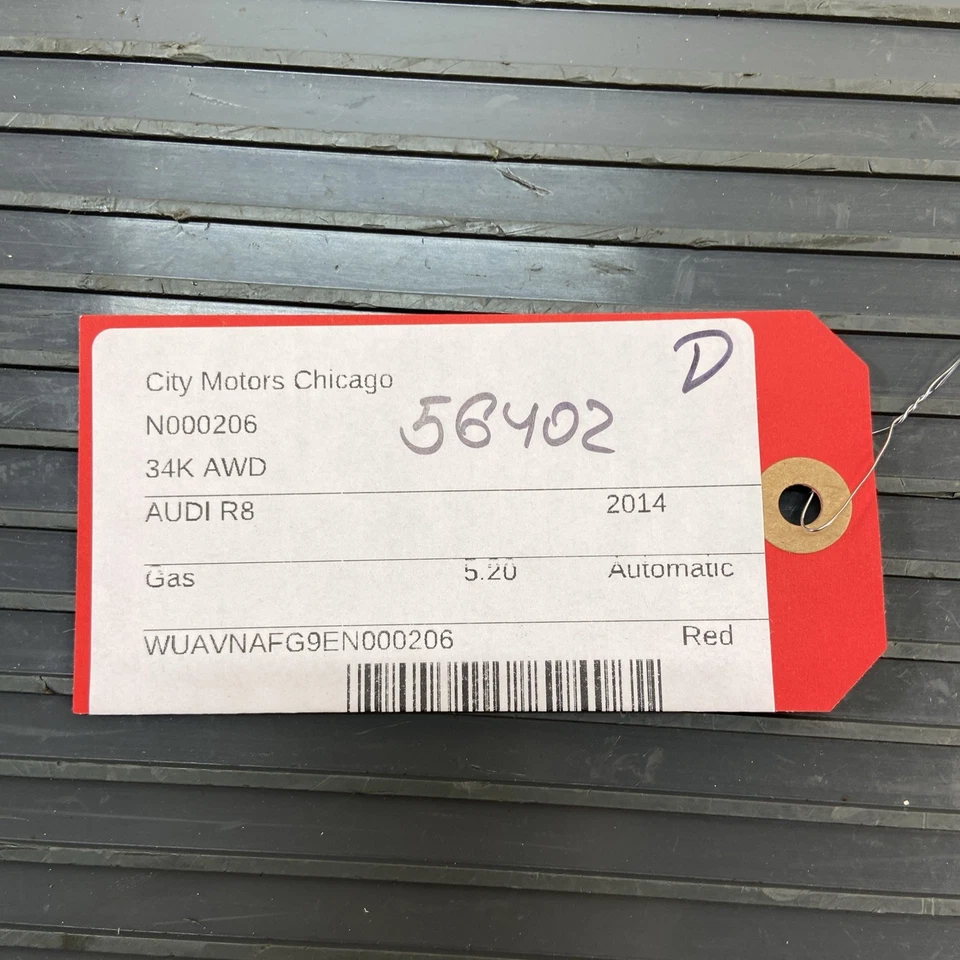 City Motors Chicago
D
N000206
56402
34K AWD
AUDI R8 2014
Gas 5.20 Automatic
WUAVNAFG9EN000206 Red